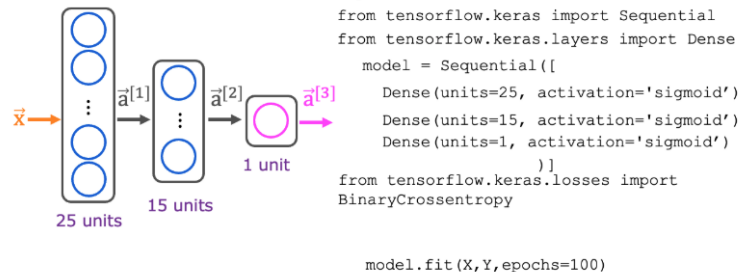 x⃗
a⃗[1]
a⃗[2]
a⃗[3]
⋮
⋮
25 units
15 units
1 unit
from tensorflow.keras import Sequential
from tensorflow.keras.layers import Dense
model = Sequential([
Dense(units=25, activation='sigmoid’)
Dense(units=15, activation='sigmoid’)
Dense(units=1, activation='sigmoid’)
)]
from tensorflow.keras.losses import
BinaryCrossentropy
model.fit(X,Y,epochs=100)